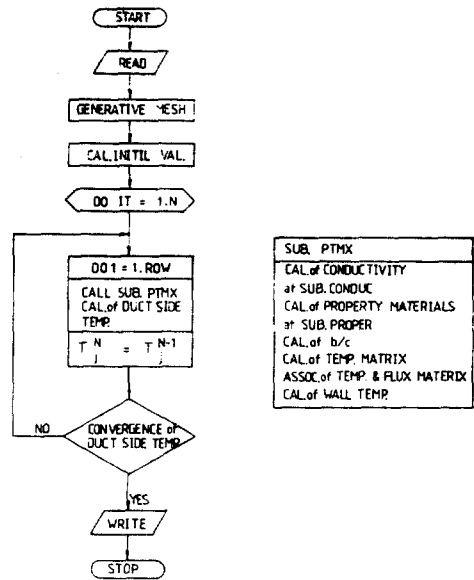 START
READ
GENERATIVE MESH
CAL.INITIL VAL.
DO IT = 1.N
DO1 = 1.ROW
CALL SUB. PTMX
CAL.of DUCT SIDE
TEMP.
T N j = T N-1 j
CONVERGENCE of
DUCT SIDE TEMP
NO
YES
WRITE
STOP
SUB. PTMX
CAL.of CONDUCTIVITY
at SUB. CONDUC
CAL.of PROPERTY MATERIALS
at SUB. PROPER
CAL.of b/c
CAL.of TEMP. MATRIX
ASSOC.of TEMP. & FLUX MATERIX
CAL.of WALL TEMP.